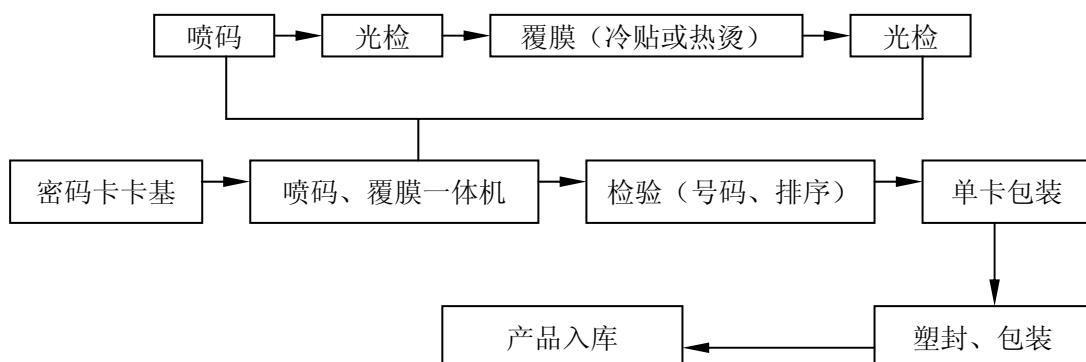 喷码 光检 覆膜（冷贴或热烫） 光检
密码卡卡基 喷码、覆膜一体机 检验（号码、排序） 单卡包装
产品入库 塑封、包装